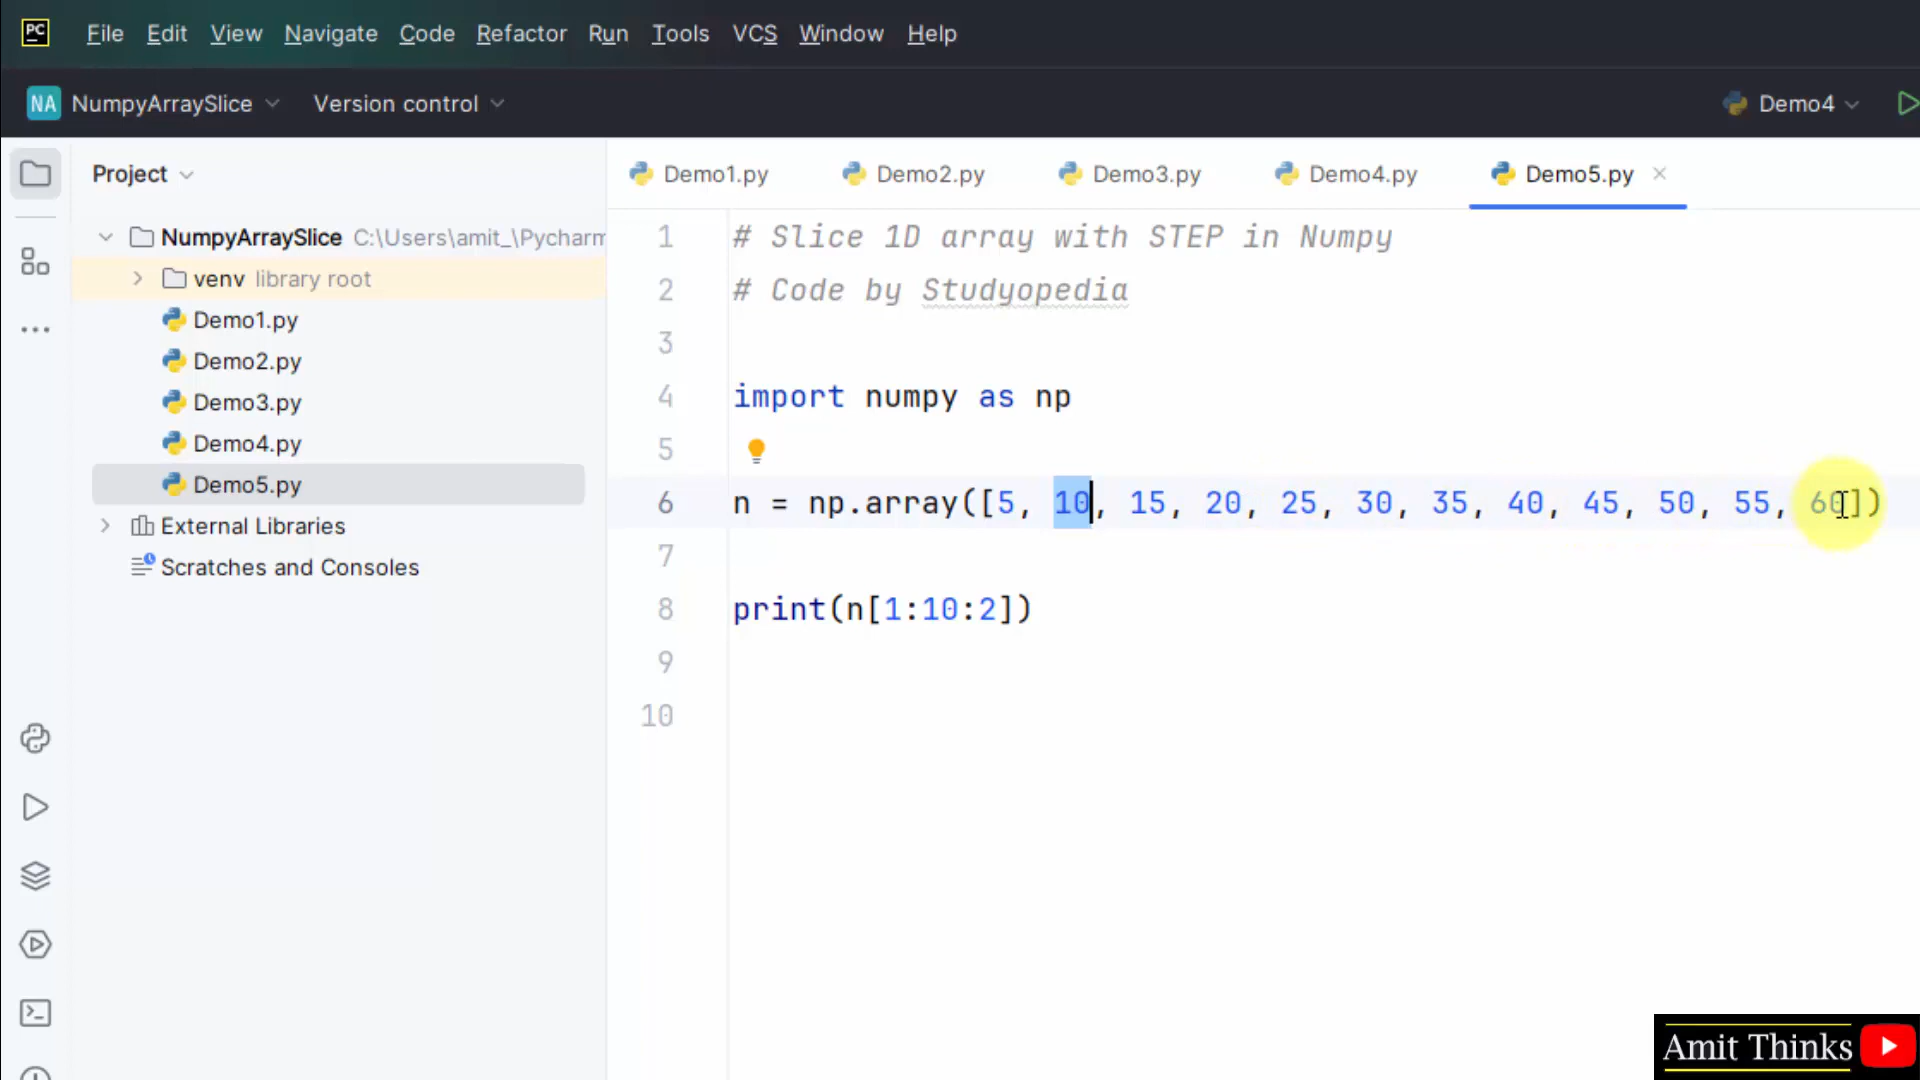 PC File Edit View Navigate Code Refactor Run Tools VCS Window Help
NA NumpyArraySlice Version control Demo4
Project
Demo1.py Demo2.py Demo3.py Demo4.py Demo5.py
NumpyArraySlice C:\Users\amit_\Pycharm
venv library root
Demo1.py
Demo2.py
Demo3.py
Demo4.py
Demo5.py
External Libraries
Scratches and Consoles
1 # Slice 1D array with STEP in Numpy
2 # Code by Studyopedia
3
4 import numpy as np
5
6 n = np.array([5, 10, 15, 20, 25, 30, 35, 40, 45, 50, 55, 60])
7
8 print(n[1:10:2])
9
10
Amit Thinks